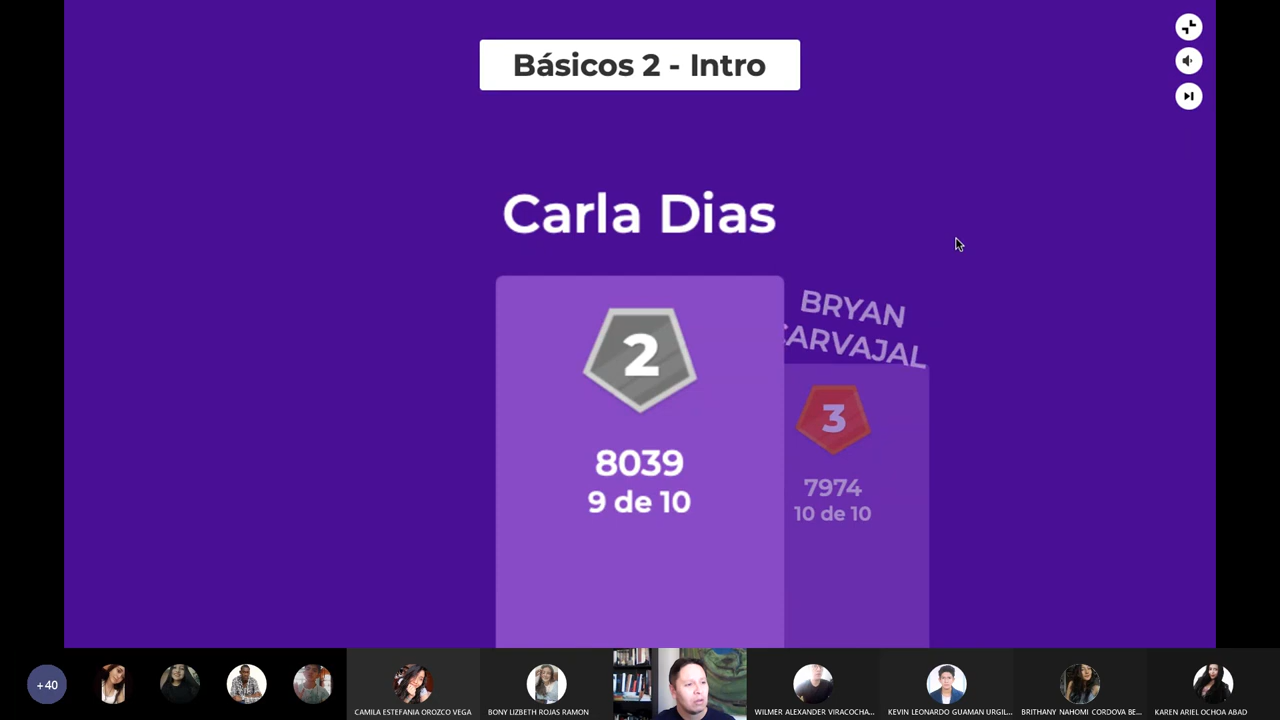 Básicos 2 - Intro
Carla Dias
2
8039
9 de 10
BRYAN
CARVAJAL
3
7974
10 de 10
+40
CAMILA ESTEFANIA OROZCO VEGA
BONY LIZBETH ROJAS RAMON
WILMER ALEXANDER VIRACOCHA...
KEVIN LEONARDO GUAMAN URGIL...
BRITHANY NAHOMI CORDOVA BE...
KAREN ARIEL OCHOA ABAD